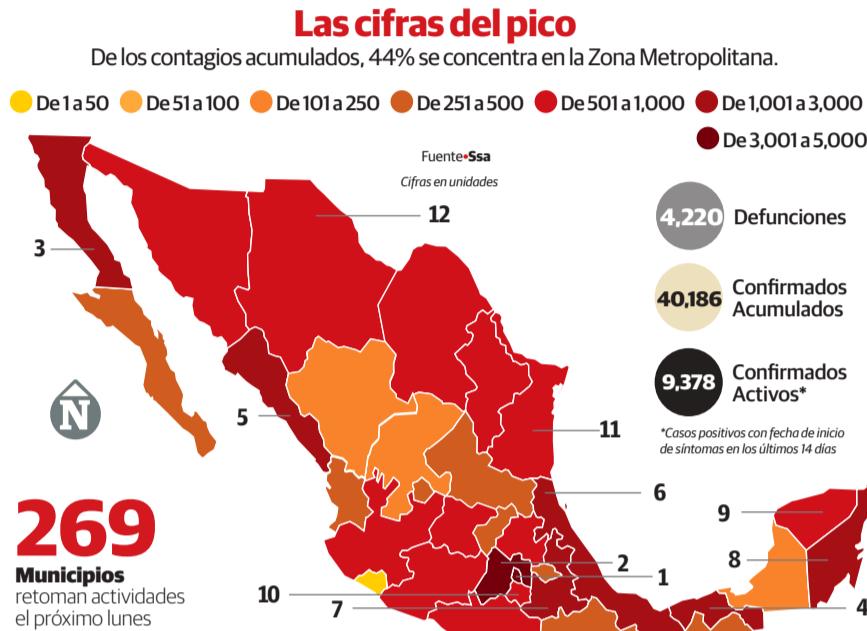 Las cifras del pico
De los contagios acumulados, 44% se concentra en la Zona Metropolitana.
De 1 a 50
De 51 a 100
De 101 a 250
De 251 a 500
De 501 a 1,000
De 1,001 a 3,000
De 3,001 a 5,000
Fuente•Ssa
Cifras en unidades
12
3
4,220 Defunciones
40,186 Confirmados
Acumulados
9,378 Confirmados
Activos*
*Casos positivos con fecha de inicio
de síntomas en los últimos 14 días
N
5
11
6
9
2
8
1
10
7
4
269
Municipios
retoman actividades
el próximo lunes